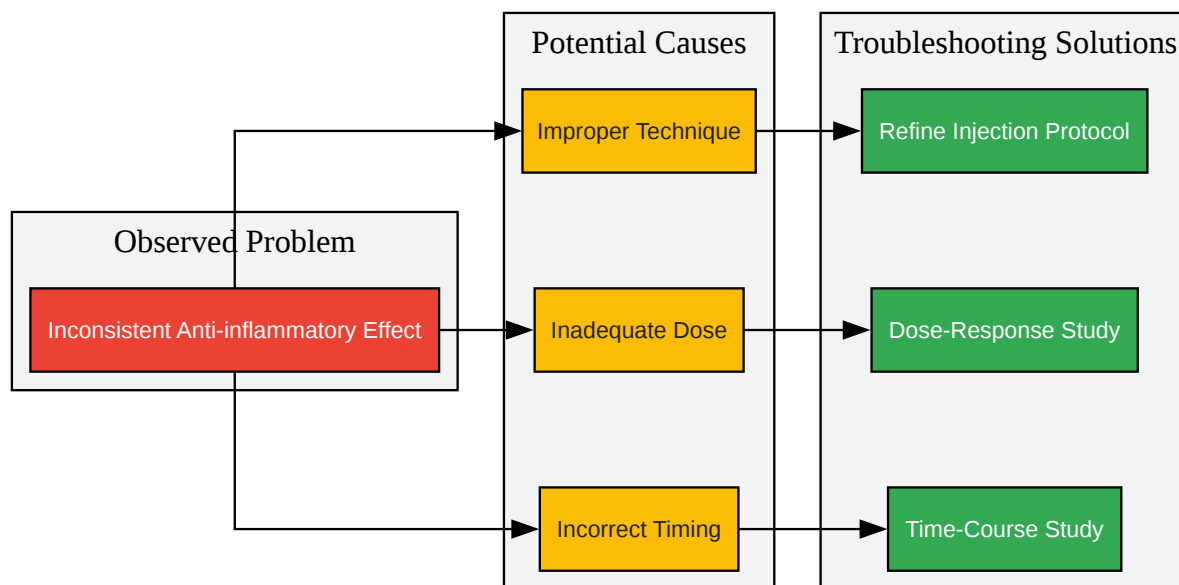 Potential Causes
Troubleshooting Solutions
Improper Technique
Refine Injection Protocol
Observed Problem
Inconsistent Anti-inflammatory Effect
Inadequate Dose
Dose-Response Study
Incorrect Timing
Time-Course Study